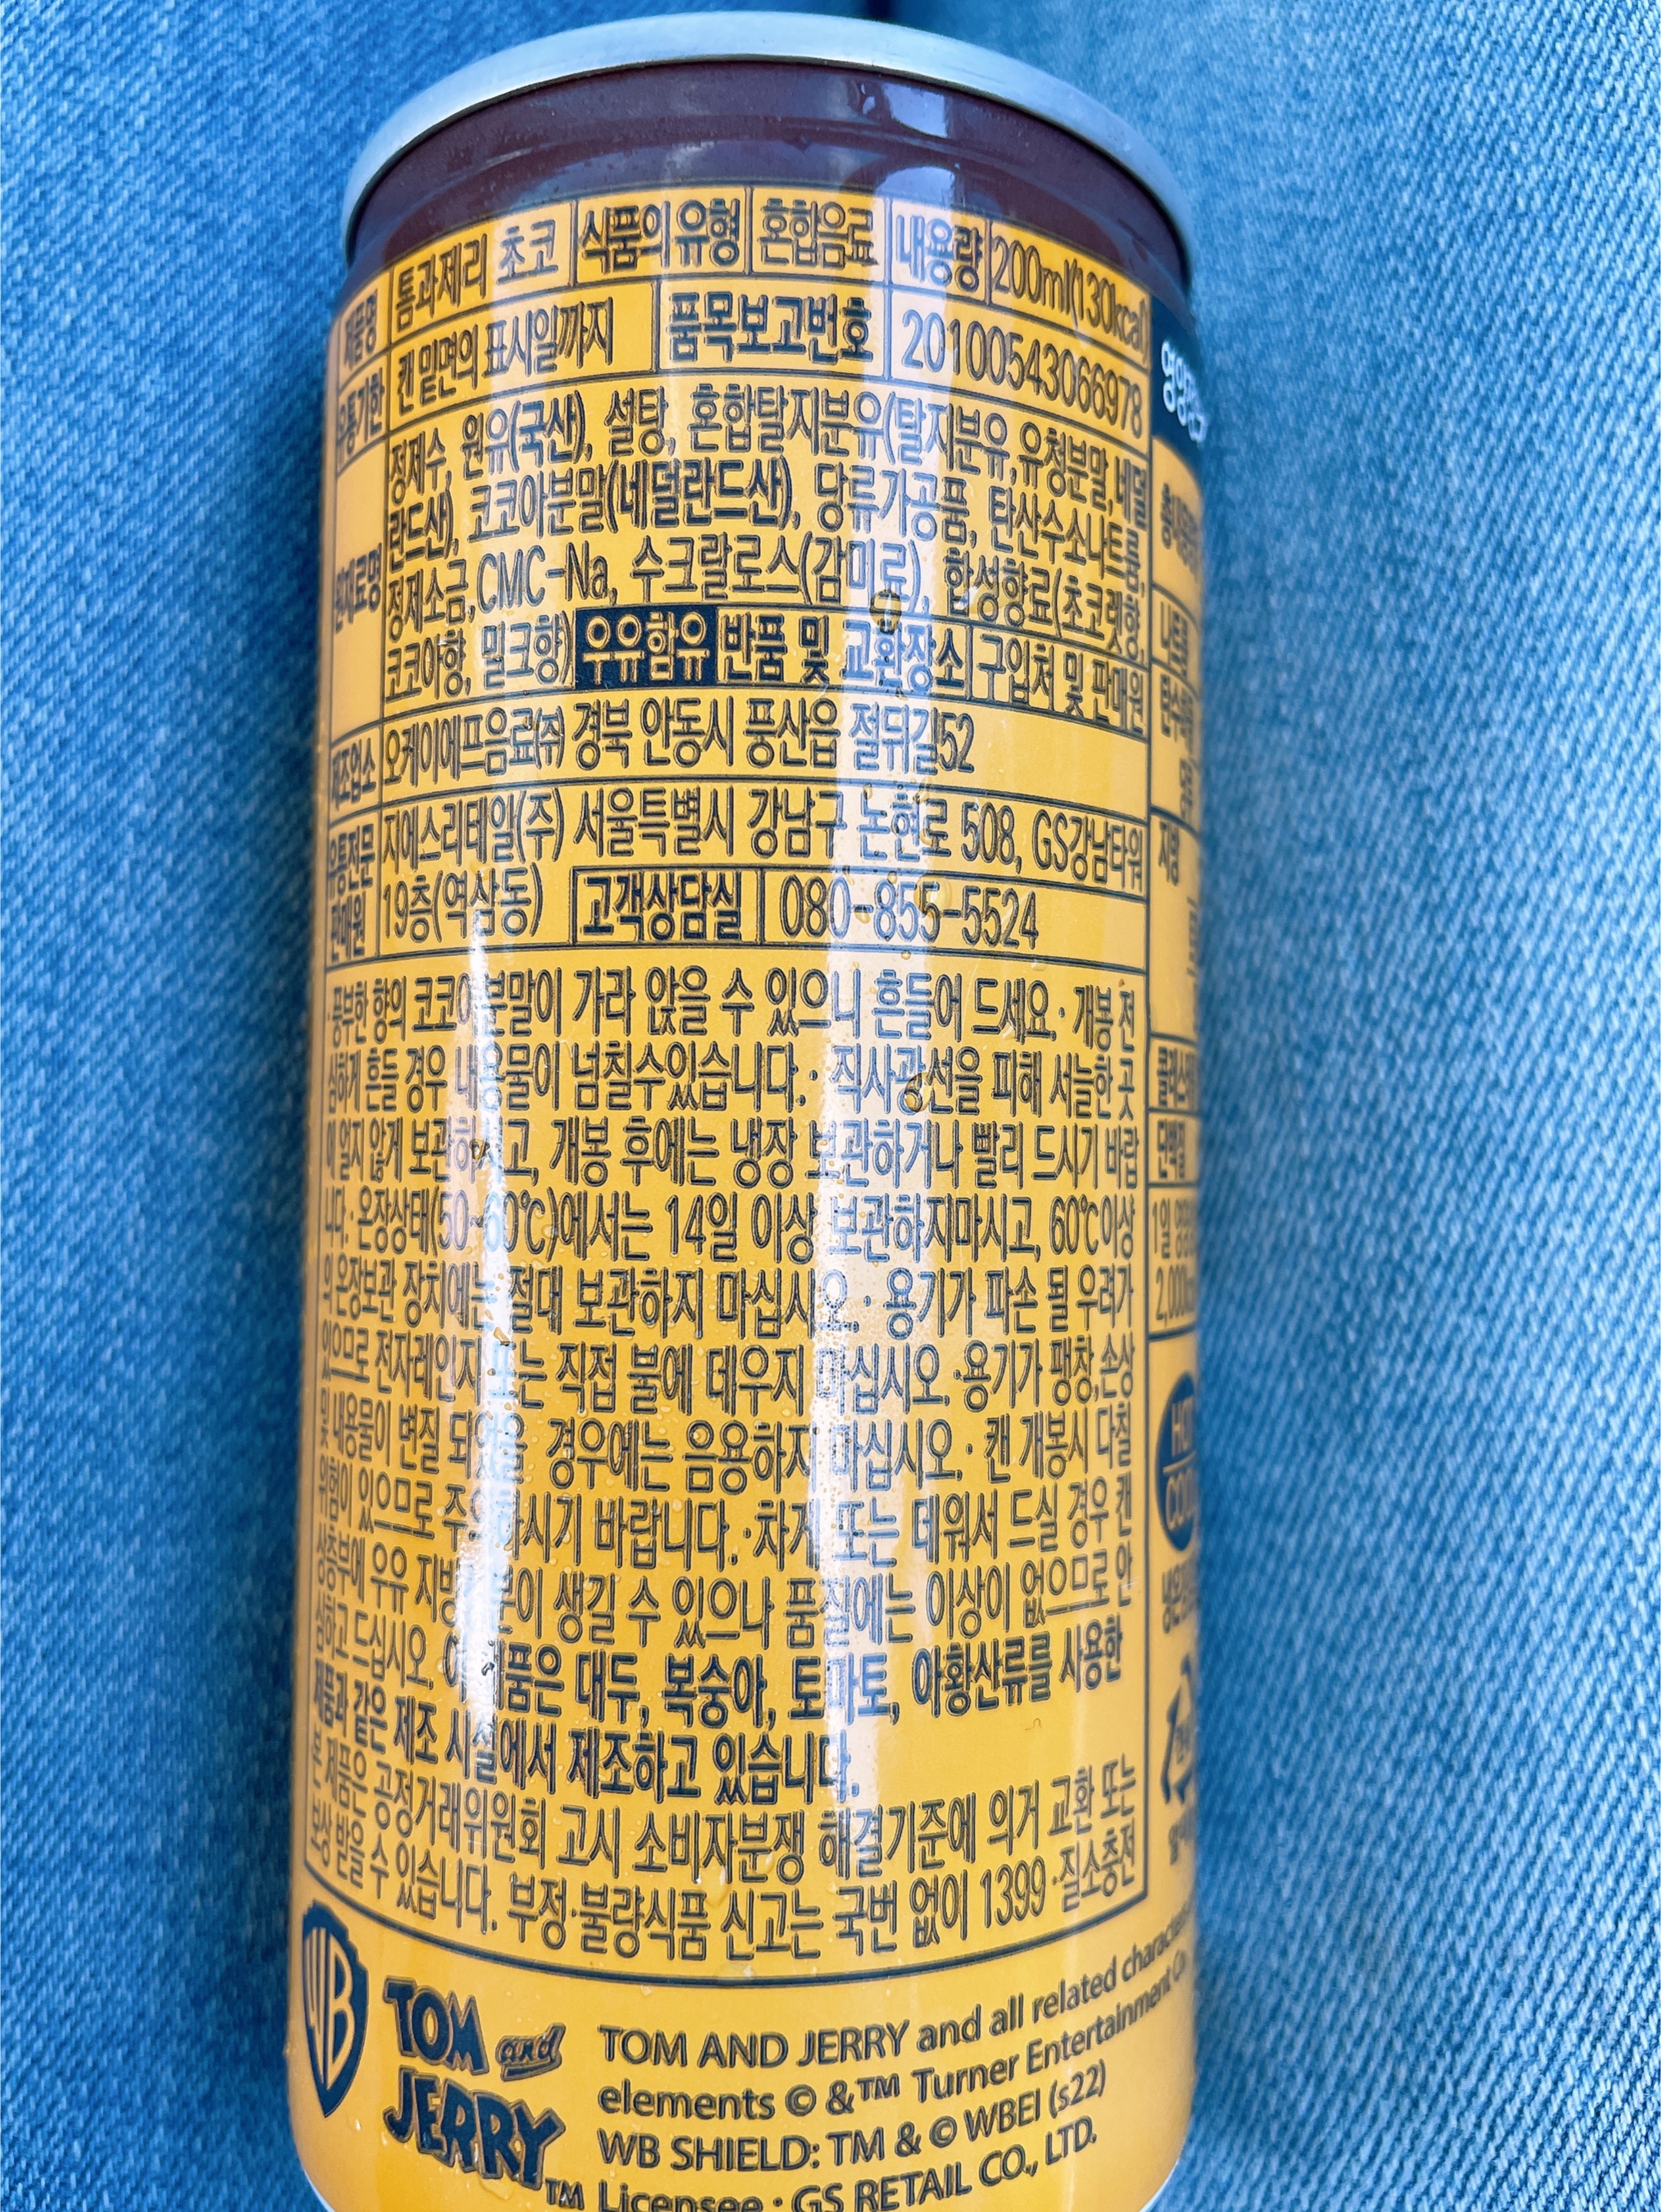 제품명 톰과제리 초코 식품의유형 혼합음료 내용량 200ml(130kcal)
유통기한 캔 밑면의 표시일까지 품목보고번호 20100543066978
정제수, 원유(국산), 설탕, 혼합탈지분유(탈지분유,유청분말,네덜
란드산), 코코아분말(네덜란드산), 당류가공품, 탄산수소나트륨,
원재료명 정제소금,CMC-Na, 수크랄로스(감미료), 합성향료(초코렛향,
코코아향, 밀크향) 우유함유 반품 및 교환장소 구입처 및 판매원
제조업소 오케이에프음료㈜ 경북 안동시 풍산읍 절뒤길52
유통전문 지에스리테일(주) 서울특별시 강남구 논현로 508, GS강남타워
판매원 19층(역삼동) 고객상담실 080-855-5524
풍부한 향의 코코아 분말이 가라 앉을 수 있으니 흔들어 드세요. · 개봉 전
심하게 흔들 경우 내용물이 넘칠수있습니다. · 직사광선을 피해 서늘한 곳
에 얼지 않게 보관하시고, 개봉 후에는 냉장 보관하거나 빨리 드시기 바랍
니다. · 온장상태(50~60℃)에서는 14일 이상 보관하지마시고, 60℃이상
의 온장보관 장치에는 절대 보관하지 마십시오. · 용기가 파손 될 우려가
있으므로 전자레인지 또는 직접 불에 데우지 마십시오. ·용기가 팽창,손상
및 내용물이 변질 되었을 경우에는 음용하지 마십시오. · 캔 개봉시 다칠
위험이 있으므로 주의하시기 바랍니다. ·차게 또는 데워서 드실 경우 캔
상층부에 우유 지방성분이 생길 수 있으나 품질에는 이상이 없으므로 안
심하고 드십시오. 이 제품은 대두, 복숭아, 토마토, 아황산류를 사용한
제품과 같은 제조 시설에서 제조하고 있습니다.
본 제품은 공정거래위원회 고시 소비자분쟁 해결기준에 의거 교환 또는
보상 받을 수 있습니다. 부정·불량식품 신고는 국번 없이 1399 ·질소충전
WB
TOM and JERRY TM
TOM AND JERRY and all related
elements © &™ Turner Entertainment
WB SHIELD: TM & © WBEI (s22)
Licensee · GS RETAIL CO., LTD.